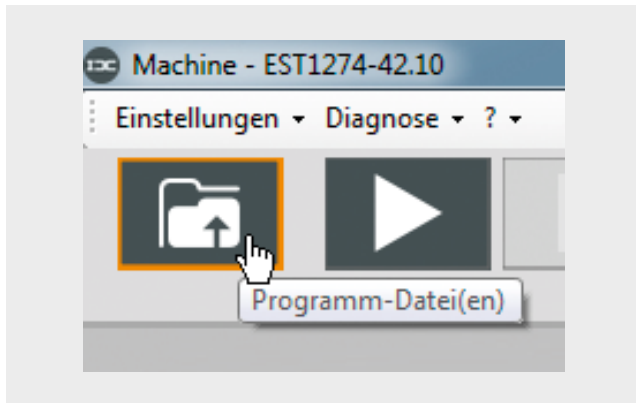 Machine - EST1274-42.10
Einstellungen Diagnose ?
Programm-Datei(en)